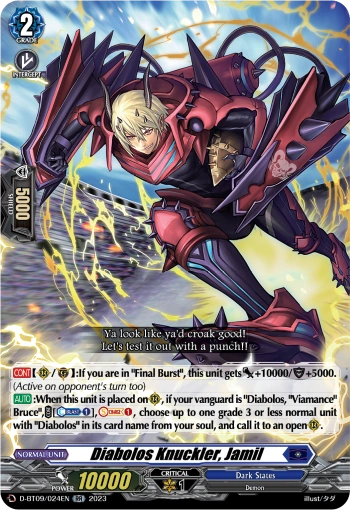 2
GRADE
INTERCEPT
5000
SHIELD
Ya look like ya'd croak good!
Let's test it out with a punch!!
CONT【 / 】:If you are in "Final Burst", this unit gets +10000/ +5000.
(Active on opponent's turn too)
AUTO:When this unit is placed on , if your vanguard is "Diabolos, "Viamance"
Bruce", [ , ], choose up to one grade 3 or less normal unit
with "Diabolos" in its card name from your soul, and call it to an open .
NORMAL UNIT
Diabolos Knuckler, Jamil
POWER 10000
CRITICAL
1
Dark States
Demon
D-BT09/024EN RR 2023
illust/タダ